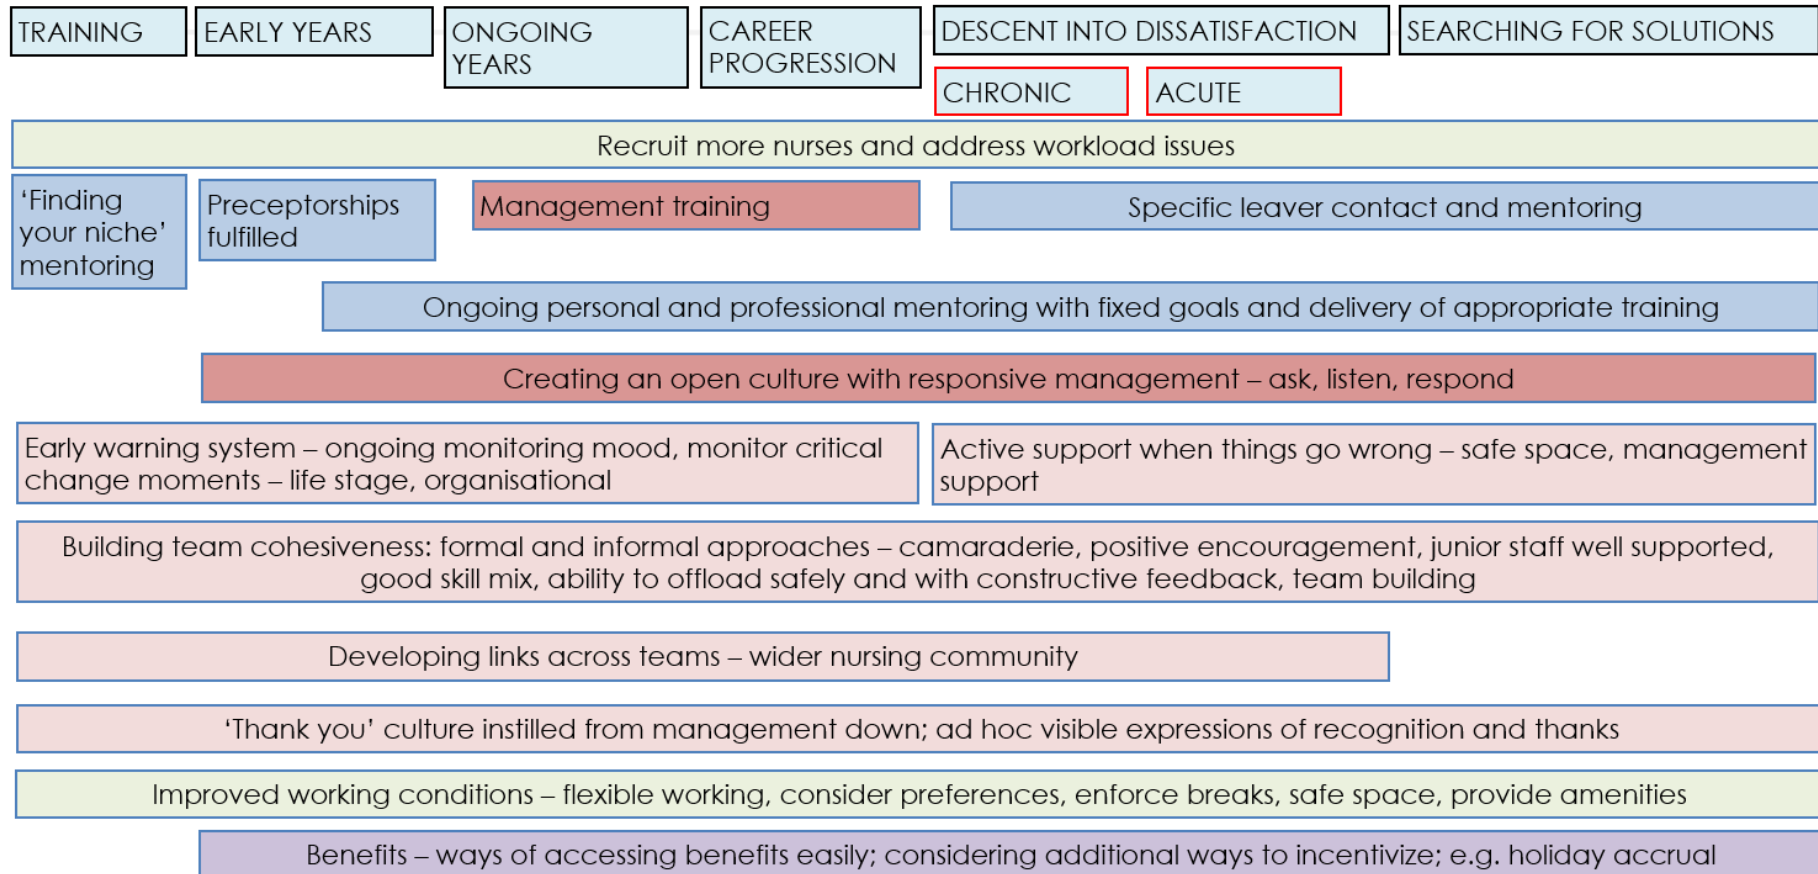 TRAINING
EARLY YEARS
ONGOING
YEARS
CAREER
PROGRESSION
DESCENT INTO DISSATISFACTION
SEARCHING FOR SOLUTIONS
CHRONIC
ACUTE
Recruit more nurses and address workload issues
‘Finding
your niche’
mentoring
Preceptorships
fulfilled
Management training
Specific leaver contact and mentoring
Ongoing personal and professional mentoring with fixed goals and delivery of appropriate training
Creating an open culture with responsive management – ask, listen, respond
Early warning system – ongoing monitoring mood, monitor critical
change moments – life stage, organisational
Active support when things go wrong – safe space, management
support
Building team cohesiveness: formal and informal approaches – camaraderie, positive encouragement, junior staff well supported,
good skill mix, ability to offload safely and with constructive feedback, team building
Developing links across teams – wider nursing community
‘Thank you’ culture instilled from management down; ad hoc visible expressions of recognition and thanks
Improved working conditions – flexible working, consider preferences, enforce breaks, safe space, provide amenities
Benefits – ways of accessing benefits easily; considering additional ways to incentivize; e.g. holiday accrual